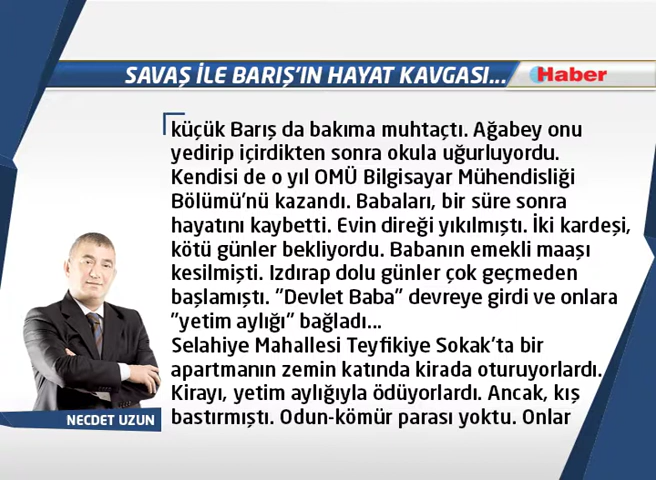 SAVAŞ İLE BARIŞ'IN HAYAT KAVGASI...
Haber
küçük Barış da bakıma muhtaçtı. Ağabey onu
yedirip içirdikten sonra okula uğurluyordu.
Kendisi de o yıl OMÜ Bilgisayar Mühendisliği
Bölümü'nü kazandı. Babaları, bir süre sonra
hayatını kaybetti. Evin direği yıkılmıştı. İki kardeşi,
kötü günler bekliyordu. Babanın emekli maaşı
kesilmişti. Izdırap dolu günler çok geçmeden
başlamıştı. "Devlet Baba" devreye girdi ve onlara
"yetim aylığı" bağladı...
Selahiye Mahallesi Teyfikiye Sokak'ta bir
apartmanın zemin katında kirada oturuyorlardı.
Kirayı, yetim aylığıyla ödüyorlardı. Ancak, kış
bastırmıştı. Odun-kömür parası yoktu. Onlar
NECDET UZUN